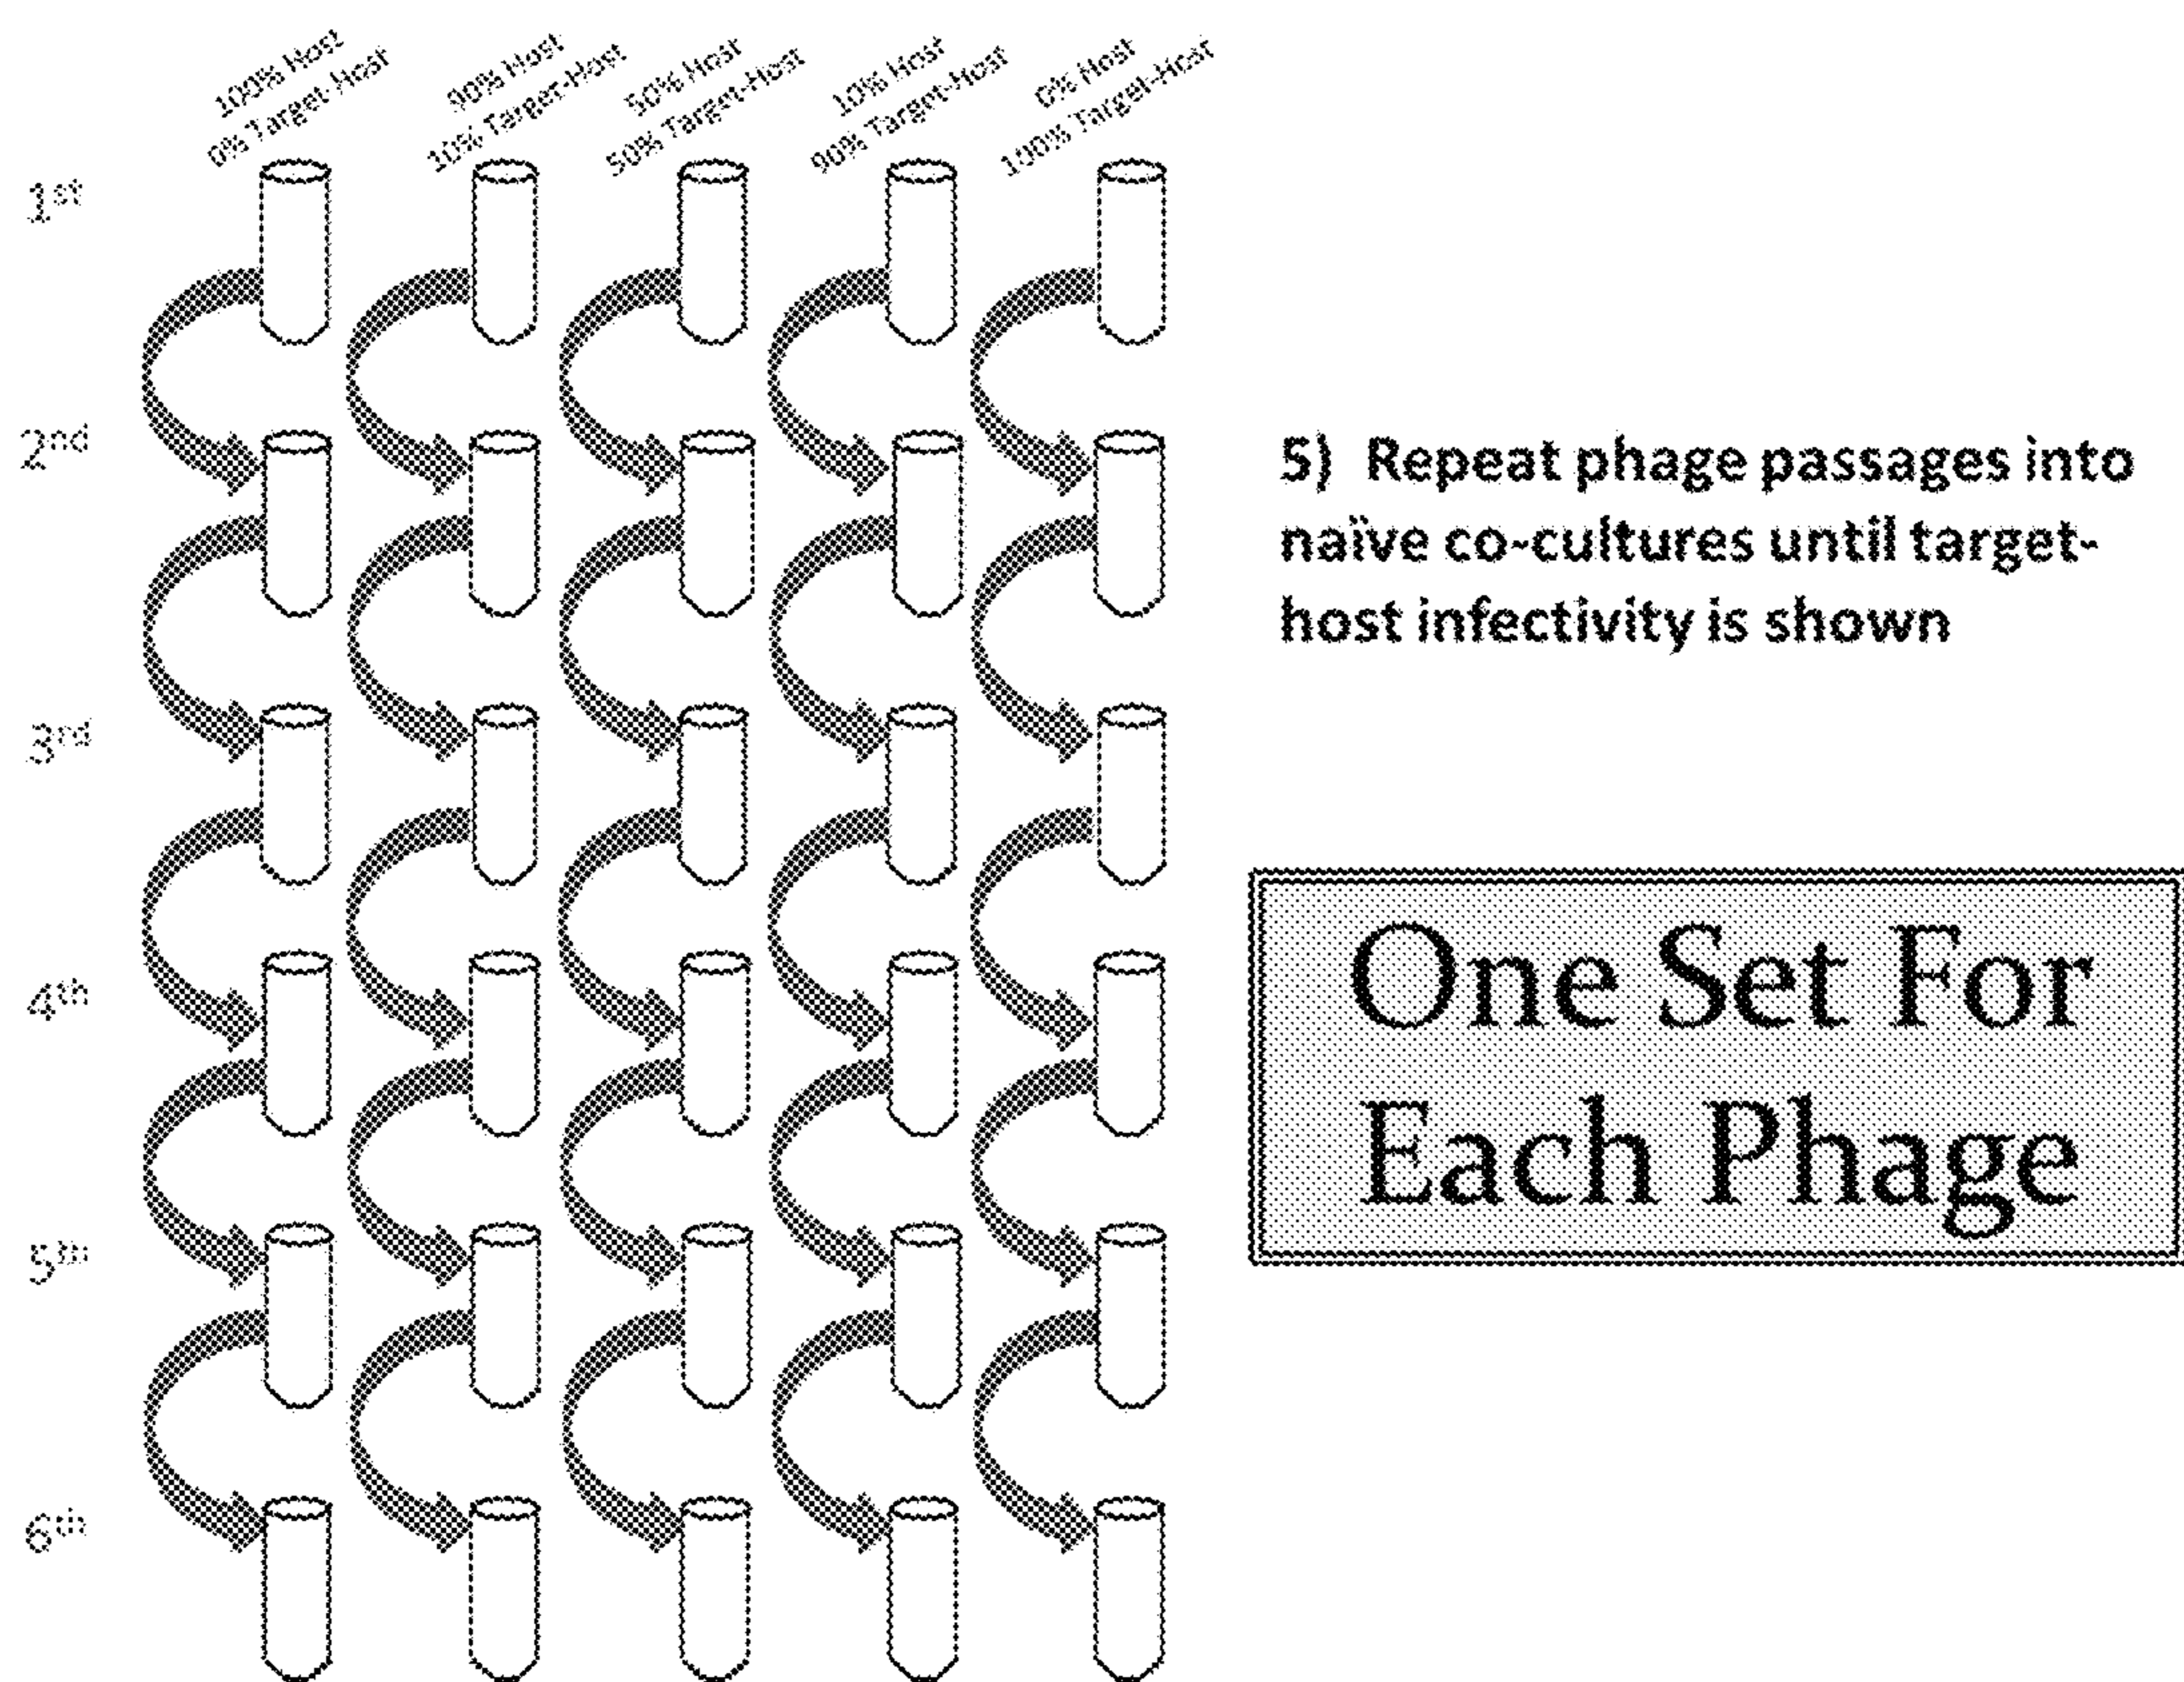 100% Host
0% Target-Host
90% Host
10% Target-Host
50% Host
50% Target-Host
10% Host
90% Target-Host
0% Host
100% Target-Host
1st
2nd
3rd
4th
5th
6th
5) Repeat phage passages into
naïve co-cultures until target-
host infectivity is shown
One Set For
Each Phage